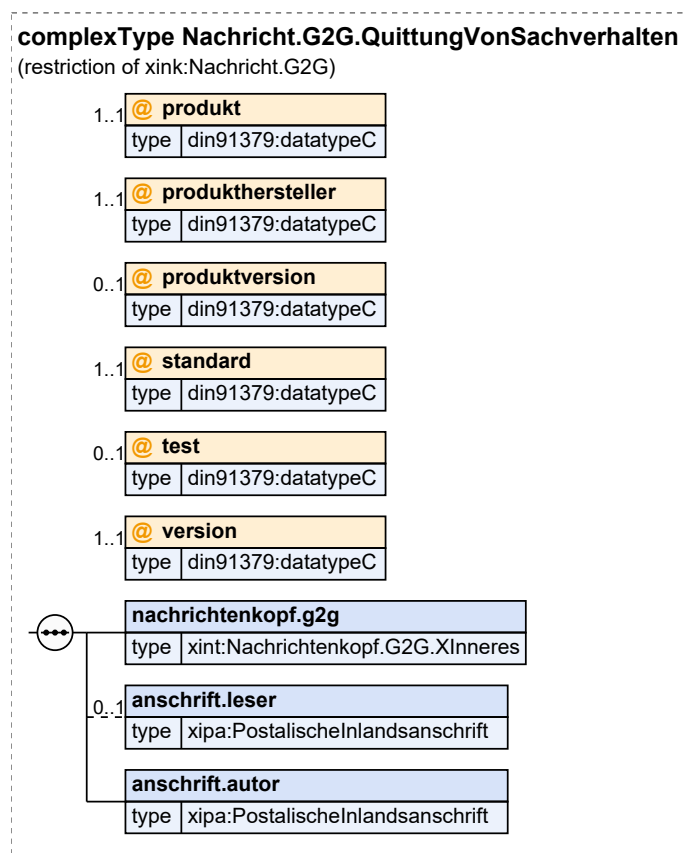 complexType Nachricht.G2G.QuittungVonSachverhalten
(restriction of xink:Nachricht.G2G)
1..1 @ produkt
type din91379:datatypeC
1..1 @ produkthersteller
type din91379:datatypeC
0..1 @ produktversion
type din91379:datatypeC
1..1 @ standard
type din91379:datatypeC
0..1 @ test
type din91379:datatypeC
1..1 @ version
type din91379:datatypeC
nachrichtenkopf.g2g
type xint:Nachrichtenkopf.G2G.XInneres
0..1 anschrift.leser
type xipa:PostalischeInlandsanschrift
anschrift.autor
type xipa:PostalischeInlandsanschrift